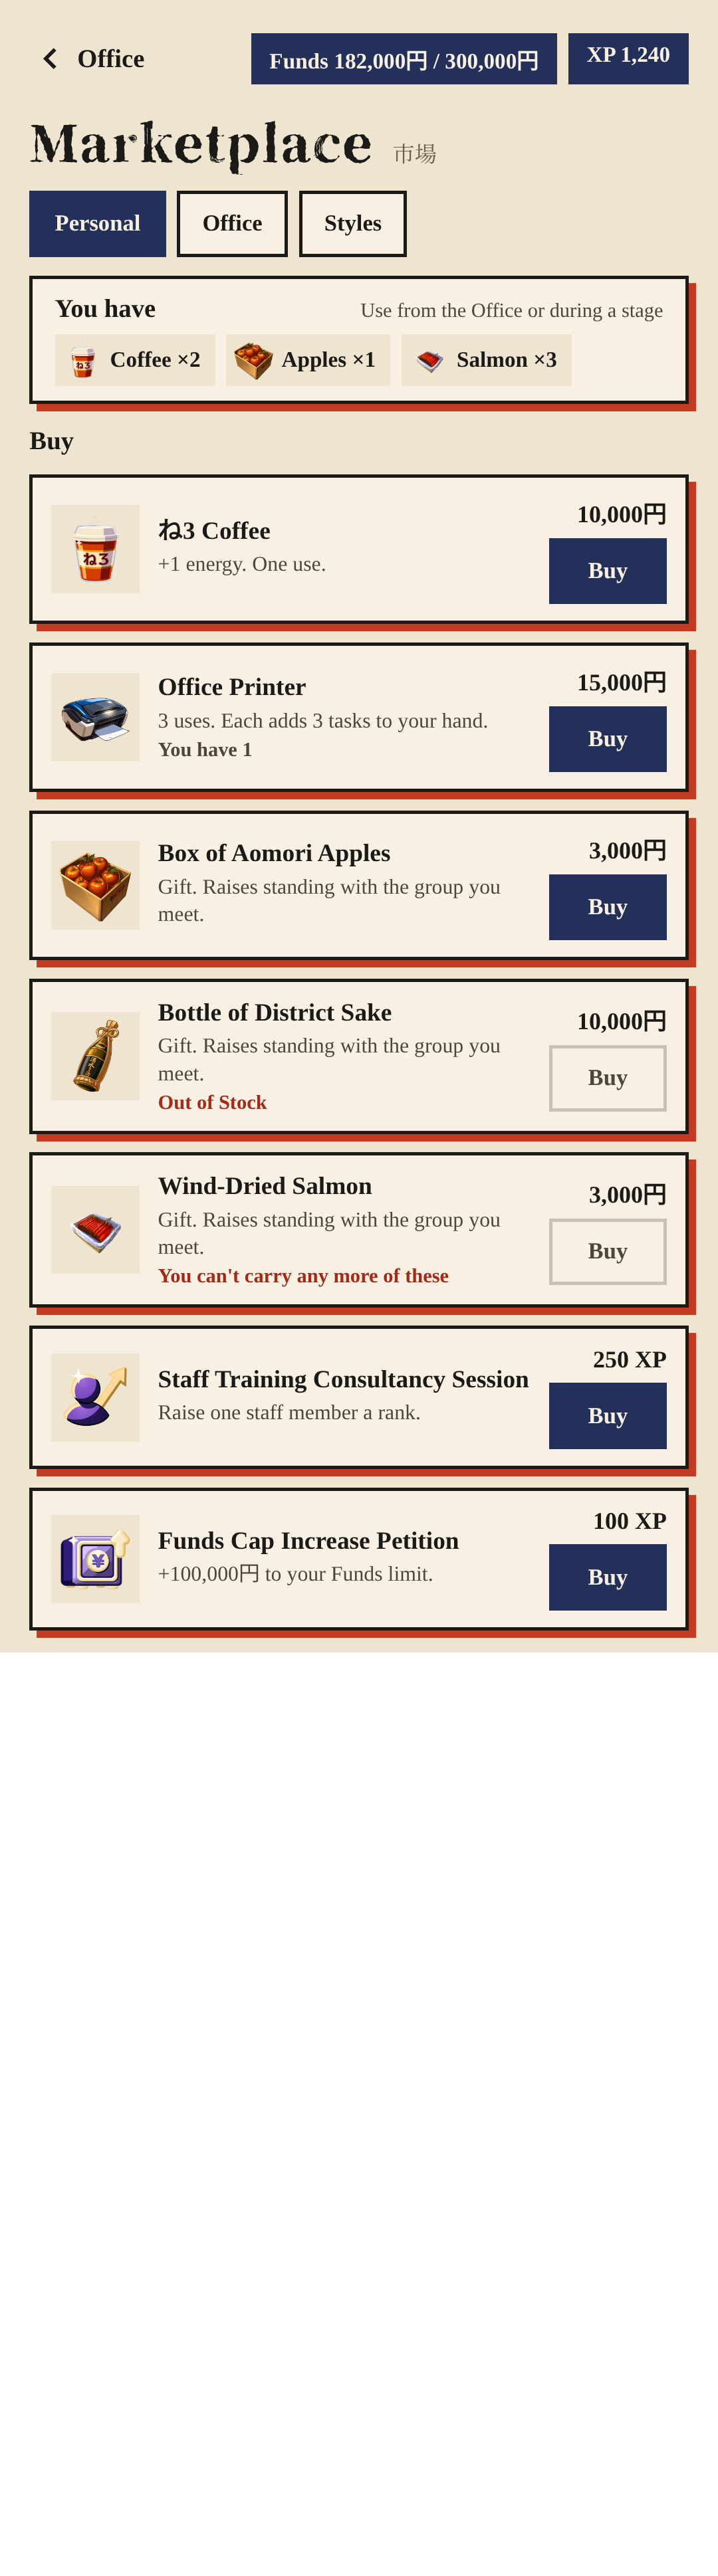 Office
Funds 182,000円 / 300,000円
XP 1,240
Marketplace 市場
Personal
Office
Styles
You have
Use from the Office or during a stage
ね3
Coffee ×2
Apples ×1
Salmon ×3
Buy
ね3
ね3 Coffee
+1 energy. One use.
10,000円
Buy
Office Printer
3 uses. Each adds 3 tasks to your hand.
You have 1
15,000円
Buy
Box of Aomori Apples
Gift. Raises standing with the group you
meet.
3,000円
Buy
Bottle of District Sake
Gift. Raises standing with the group you
meet.
Out of Stock
10,000円
Buy
Wind-Dried Salmon
Gift. Raises standing with the group you
meet.
You can't carry any more of these
3,000円
Buy
Staff Training Consultancy Session
Raise one staff member a rank.
250 XP
Buy
¥
Funds Cap Increase Petition
+100,000円 to your Funds limit.
100 XP
Buy